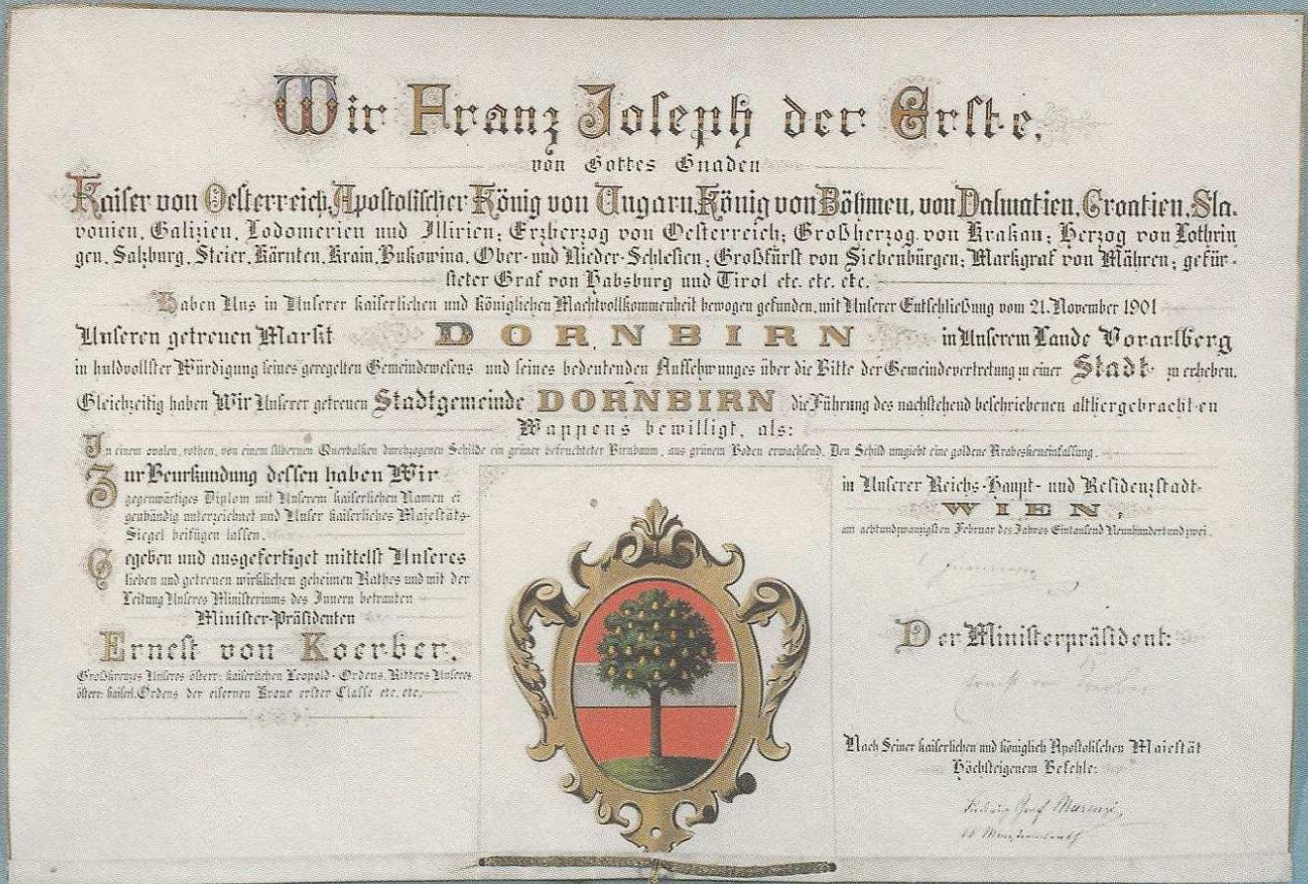 Wir Franz Joseph der Erste,
von Gottes Gnaden
Kaiser von Oesterreich, Apostolischer König von Ungarn, König von Böhmen, von Dalmatien, Croatien, Sla-
vonien, Galizien, Lodomerien und Illirien; Erzherzog von Oesterreich; Großherzog von Krakau; Herzog von Lothrin
gen, Salzburg, Steier, Kärnten, Krain, Bukowina, Ober- und Nieder-Schlesien; Großfürst von Siebenbürgen; Markgraf von Mähren; gefür-
steter Graf von Habsburg und Tirol etc. etc. etc.
Haben Uns in Unserer kaiserlichen und königlichen Machtvollkommenheit bewogen gefunden, mit Unserer Entschließung vom 21. November 1901
Unseren getreuen Markt DORNBIRN in Unserem Lande Vorarlberg
in huldvollster Würdigung seines geregelten Gemeindewesens und seines bedeutenden Aufschwunges über die Bitte der Gemeindevertretung zu einer Stadt zu erheben.
Gleichzeitig haben Wir Unserer getreuen Stadtgemeinde DORNBIRN die Führung des nachstehend beschriebenen althergebrachten
Wappens bewilligt, als:
In einem ovalen, rothen, von einem silbernen Querbalken durchzogenen Schilde ein grüner befruchteter Birnbaum, aus grünem Boden erwachsend. Den Schild umgiebt eine goldene Arabeskeneinfassung.
Zur Beurkundung dessen haben Wir
gegenwärtiges Diplom mit Unserem kaiserlichen Namen ei
genhändig unterzeichnet und Unser kaiserliches Majestäts-
Siegel beifügen lassen.
Gegeben und ausgefertiget mittelst Unseres
lieben und getreuen wirklichen geheimen Rathes und mit der
Leitung Unseres Ministeriums des Innern betrauten
Minister-Präsidenten
Ernest von Koerber,
Großkreuzes Unseres österr: kaiserlichen Leopold-Ordens, Ritters Unseres
österr: kaiserl. Ordens der eisernen Krone erster Classe etc. etc.
in Unserer Reichs-Haupt- und Residenzstadt-
WIEN,
am achtundzwanzigsten Februar des Jahres Eintausend Neunhundertundzwei.
Der Ministerpräsident:
Nach Seiner kaiserlichen und königlich Apostolischen Majestät
Höchsteigenem Befehle: